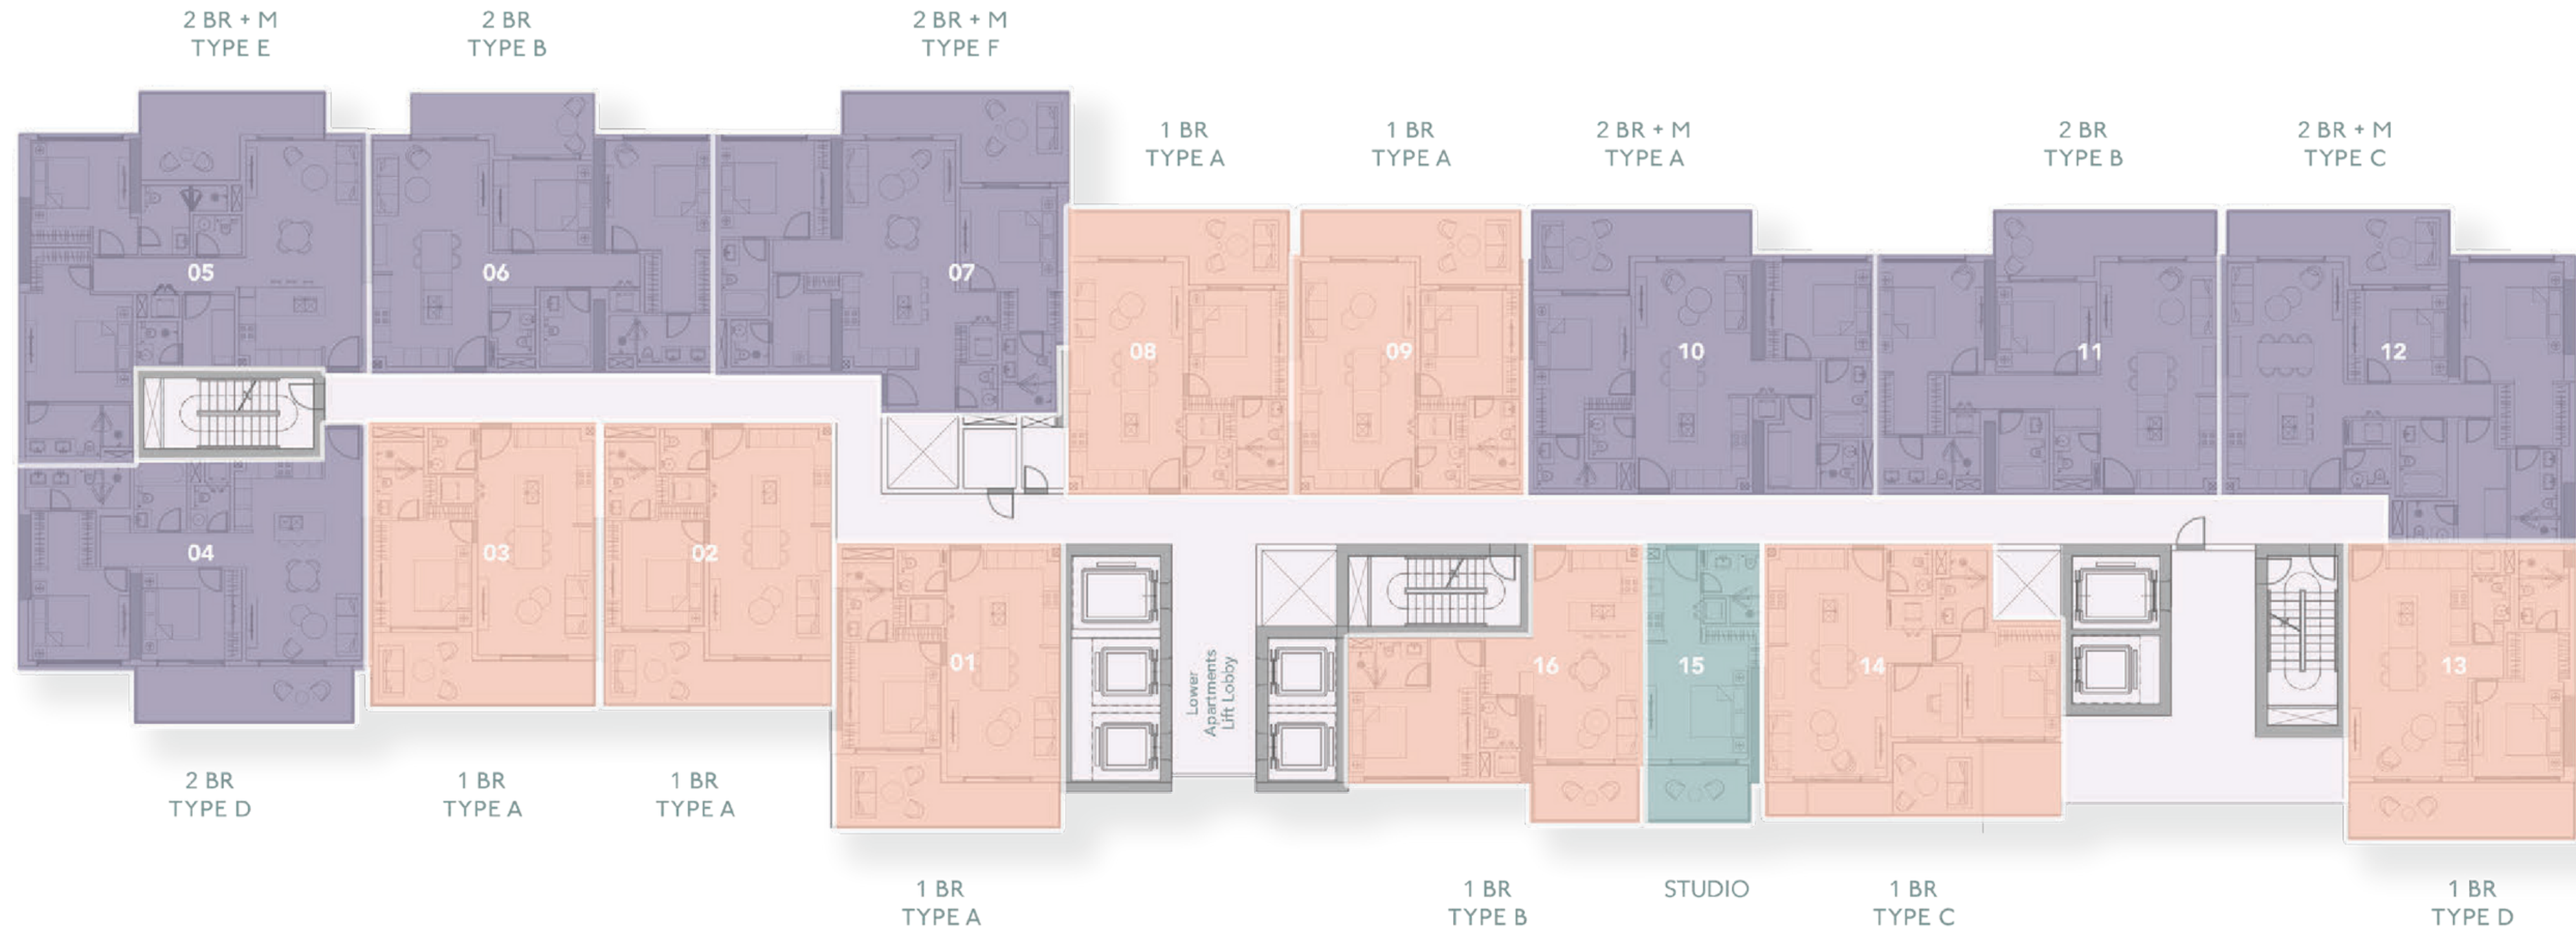 2 BR + M
TYPE E
2 BR
TYPE B
2 BR + M
TYPE F
1 BR
TYPE A
1 BR
TYPE A
2 BR + M
TYPE A
2 BR
TYPE B
2 BR + M
TYPE C
05
06
07
08
09
10
11
12
04
03
02
01
Lower
Apartments
Lift Lobby
16
15
14
13
2 BR
TYPE D
1 BR
TYPE A
1 BR
TYPE A
1 BR
TYPE A
1 BR
TYPE B
STUDIO
1 BR
TYPE C
1 BR
TYPE D